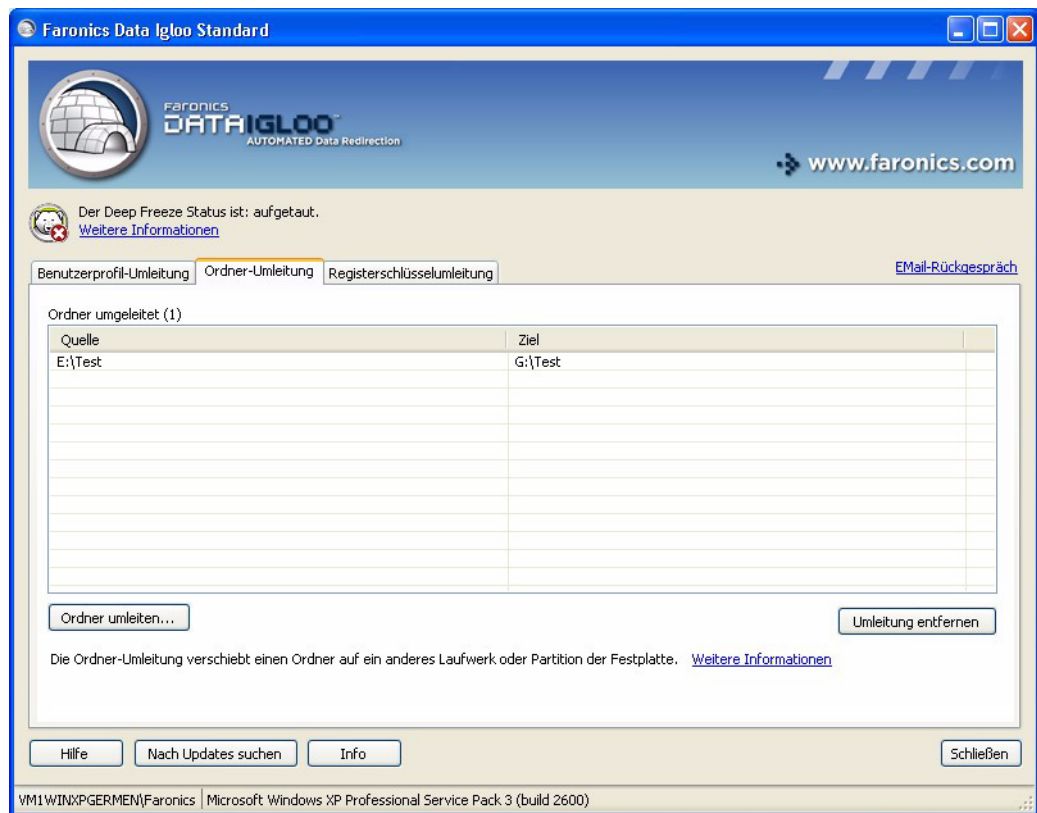 Faronics Data Igloo Standard
Faronics
DATAIGLOO™
AUTOMATED Data Redirection
www.faronics.com
Der Deep Freeze Status ist: aufgetaut.
Weitere Informationen
Benutzerprofil-Umleitung Ordner-Umleitung Registerschlüsselumleitung EMail-Rückgespräch
Ordner umgeleitet (1)
Quelle Ziel
E:\Test G:\Test
Ordner umleiten... Umleitung entfernen
Die Ordner-Umleitung verschiebt einen Ordner auf ein anderes Laufwerk oder Partition der Festplatte. Weitere Informationen
Hilfe Nach Updates suchen Info Schließen
VM1WINXPGERMEN\Faronics Microsoft Windows XP Professional Service Pack 3 (build 2600)